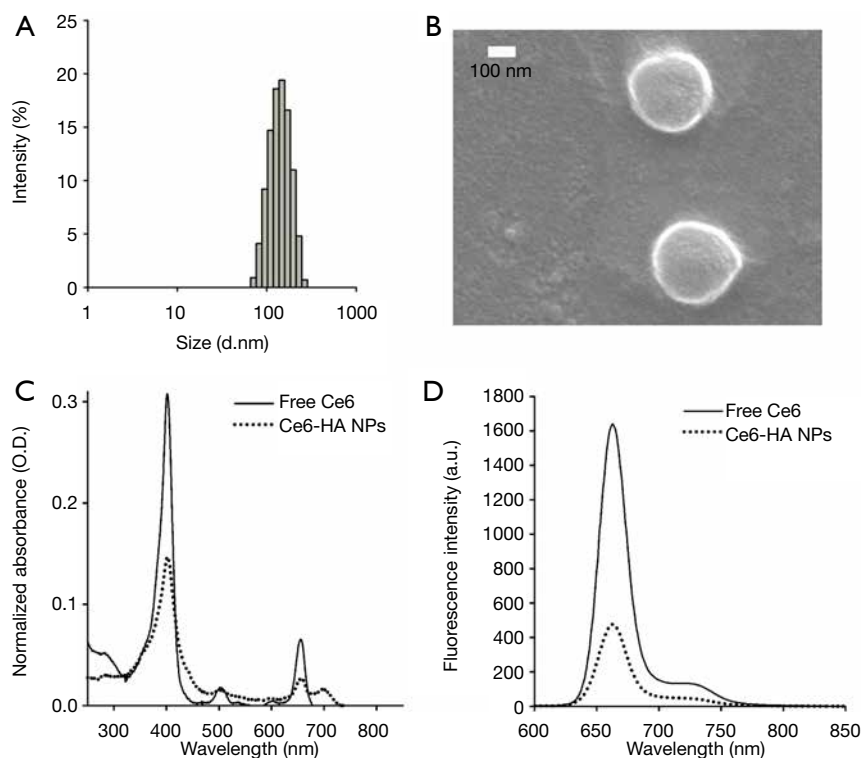 A
Intensity (%)
25
20
15
10
5
0
1 10 100 1000
Size (d.nm)
B
100 nm
C
Normalized absorbance (O.D.)
0.3
0.2
0.1
0.0
300 400 500 600 700 800
Wavelength (nm)
Free Ce6
Ce6-HA NPs
D
Fluorescence intensity (a.u.)
1800
1600
1400
1200
1000
800
600
400
200
0
600 650 700 750 800 850
Wavelength (nm)
Free Ce6
Ce6-HA NPs